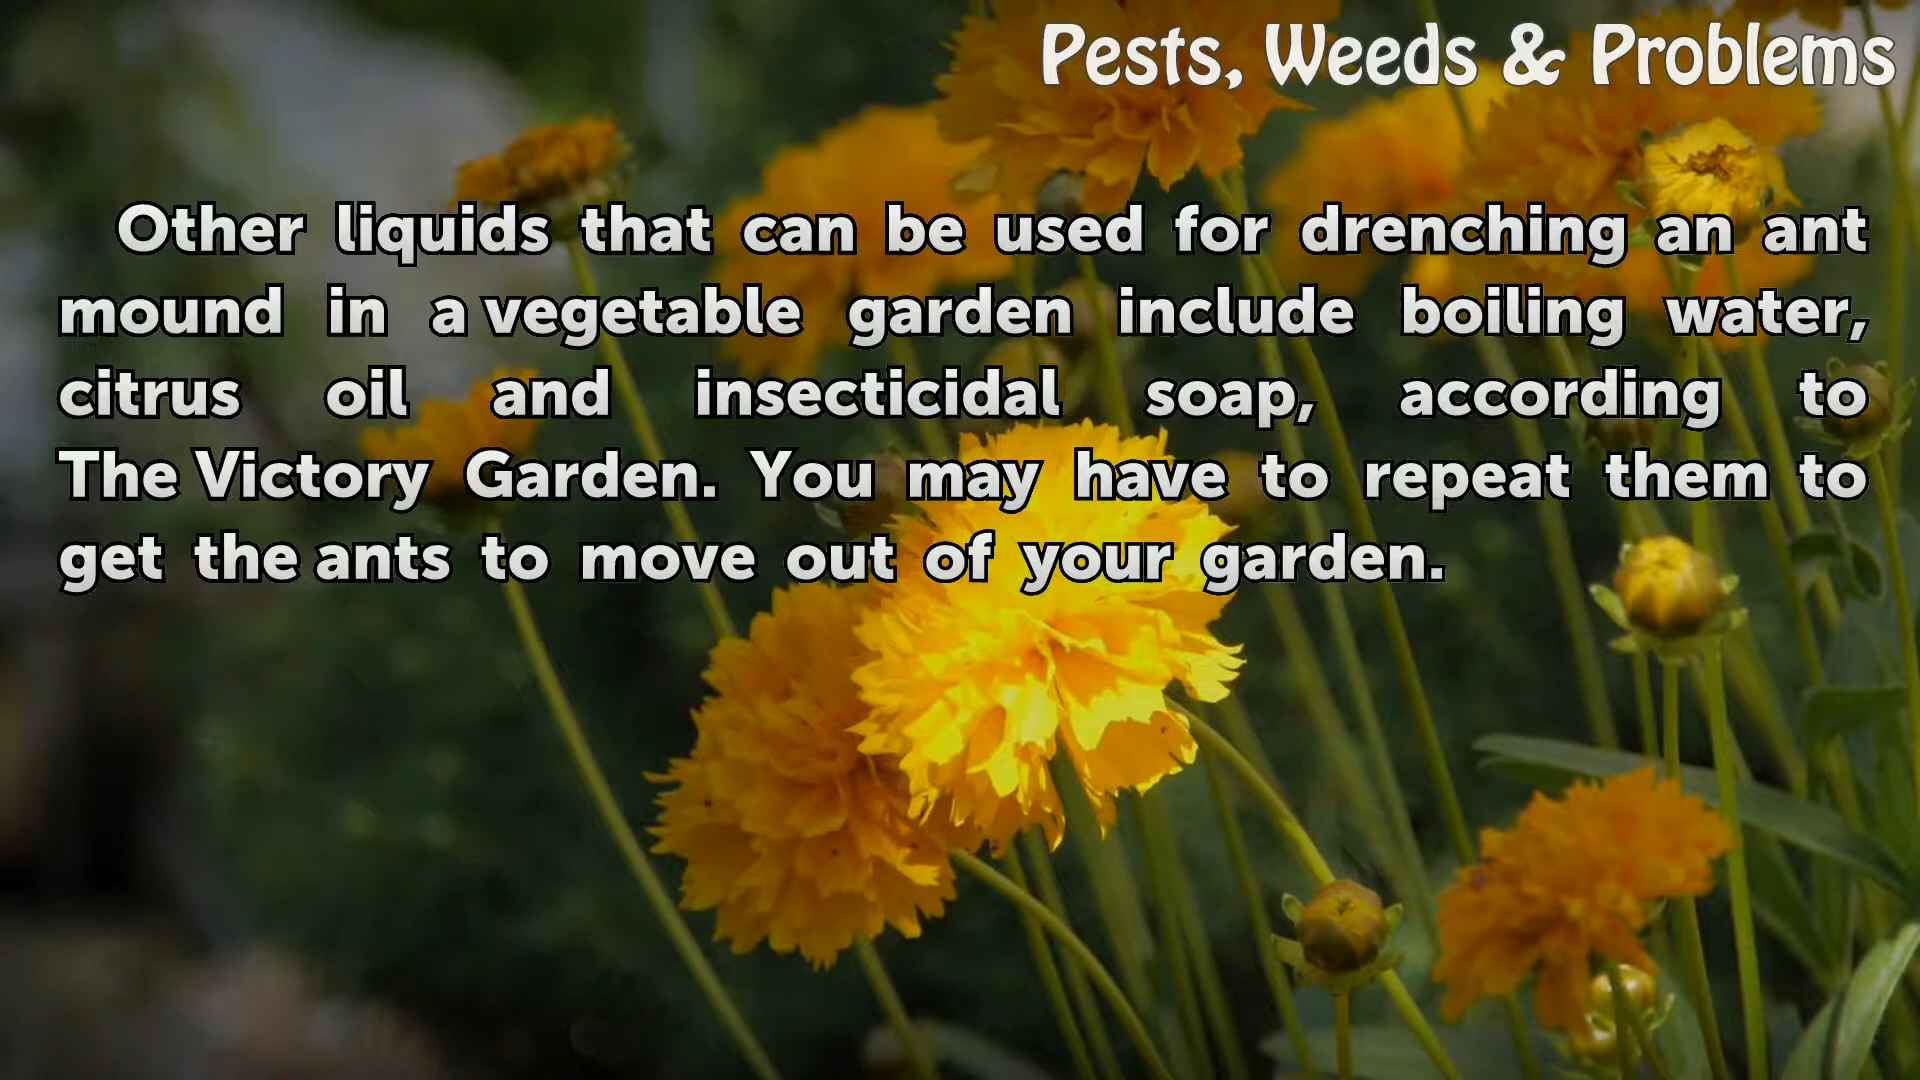 Pests, Weeds & Problems
Other liquids that can be used for drenching an ant
mound in a vegetable garden include boiling water,
citrus oil and insecticidal soap, according to
The Victory Garden. You may have to repeat them to
get the ants to move out of your garden.